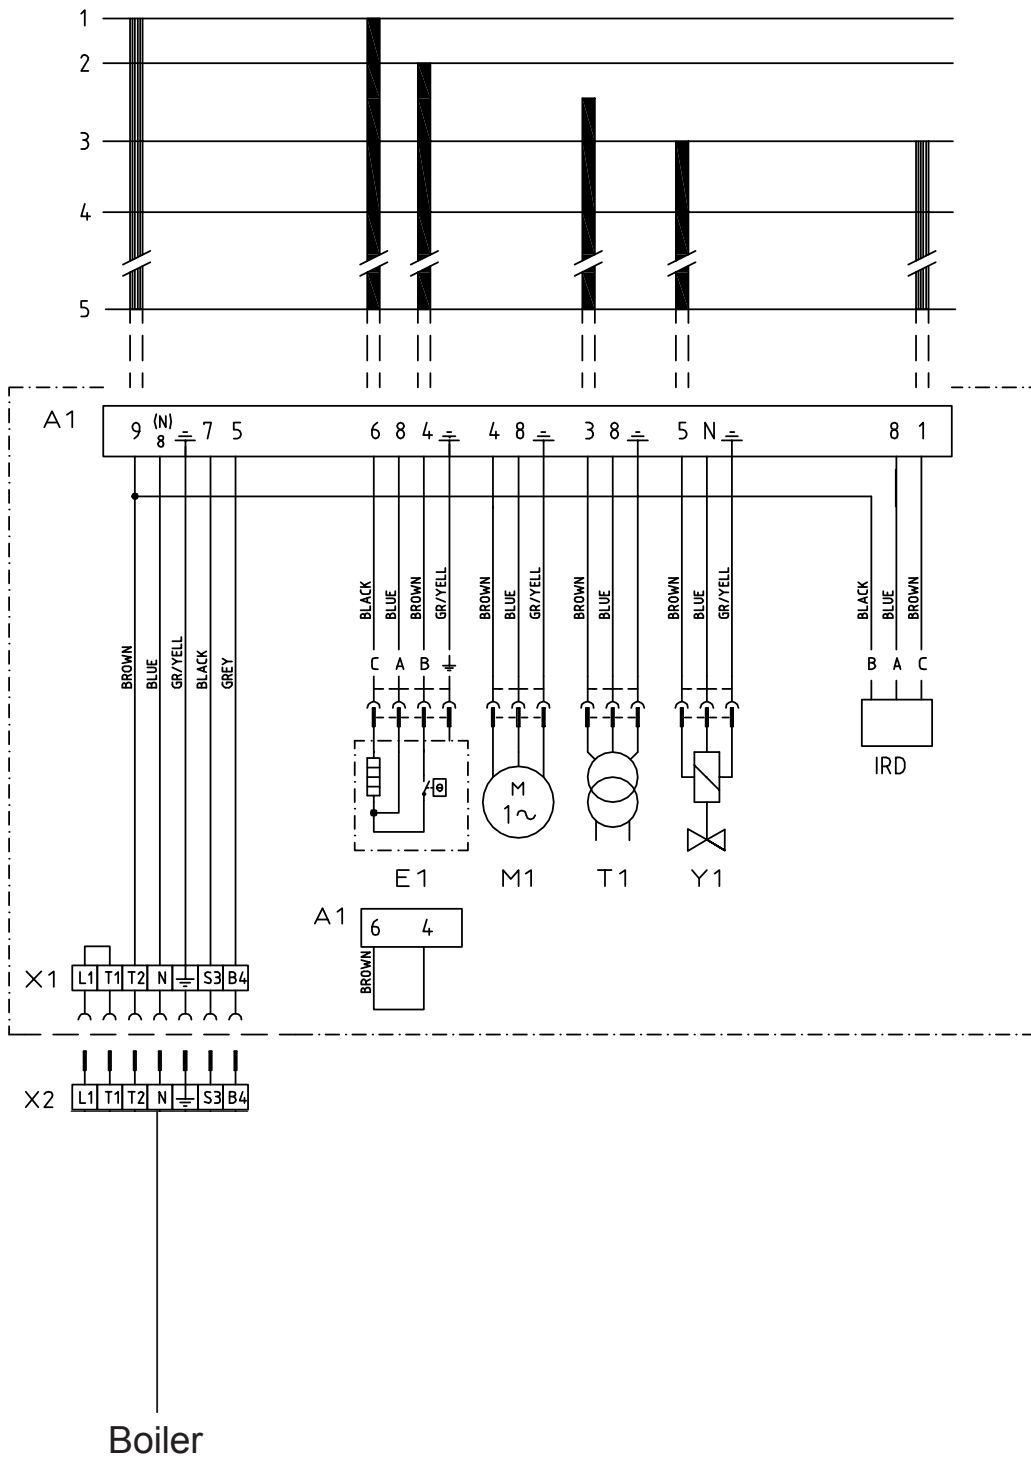 1
2
3
4
5
A1
9 (N) 8 7 5 6 8 4 4 8 3 8 5 N 8 1
BROWN BLUE GR/YELL BLACK GREY
BLACK BLUE BROWN GR/YELL
BROWN BLUE GR/YELL
BROWN BLUE
BROWN BLUE GR/YELL
BLACK BLUE BROWN
C A B
B A C
IRD
θ
M
1~
E1 M1 T1 Y1
A1
6 4
BROWN
X1 L1 T1 T2 N S3 B4
X2 L1 T1 T2 N S3 B4
Boiler